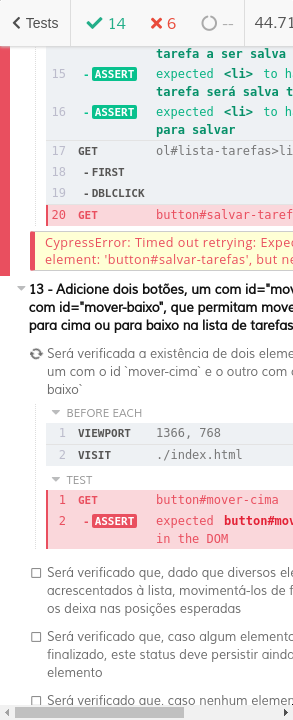 Tests 14 6 -- 44.71
tarefa a ser salva
15 - ASSERT expected <li> to h
tarefa será salva t
16 - ASSERT expected <li> to h
para salvar
17 GET ol#lista-tarefas>li
18 - FIRST
19 - DBLCLICK
20 GET button#salvar-taref
CypressError: Timed out retrying: Expec
element: 'button#salvar-tarefas', but ne
13 - Adicione dois botões, um com id="mov
com id="mover-baixo", que permitam move
para cima ou para baixo na lista de tarefas
Será verificada a existência de dois eleme
um com o id `mover-cima` e o outro com o
baixo`
BEFORE EACH
1 VIEWPORT 1366, 768
2 VISIT ./index.html
TEST
1 GET button#mover-cima
2 - ASSERT expected button#mov
in the DOM
Será verificado que, dado que diversos ele
acrescentados à lista, movimentá-los de f
os deixa nas posições esperadas
Será verificado que, caso algum elemento
finalizado, este status deve persistir ainda
elemento
Será verificado que, caso nenhum elemen